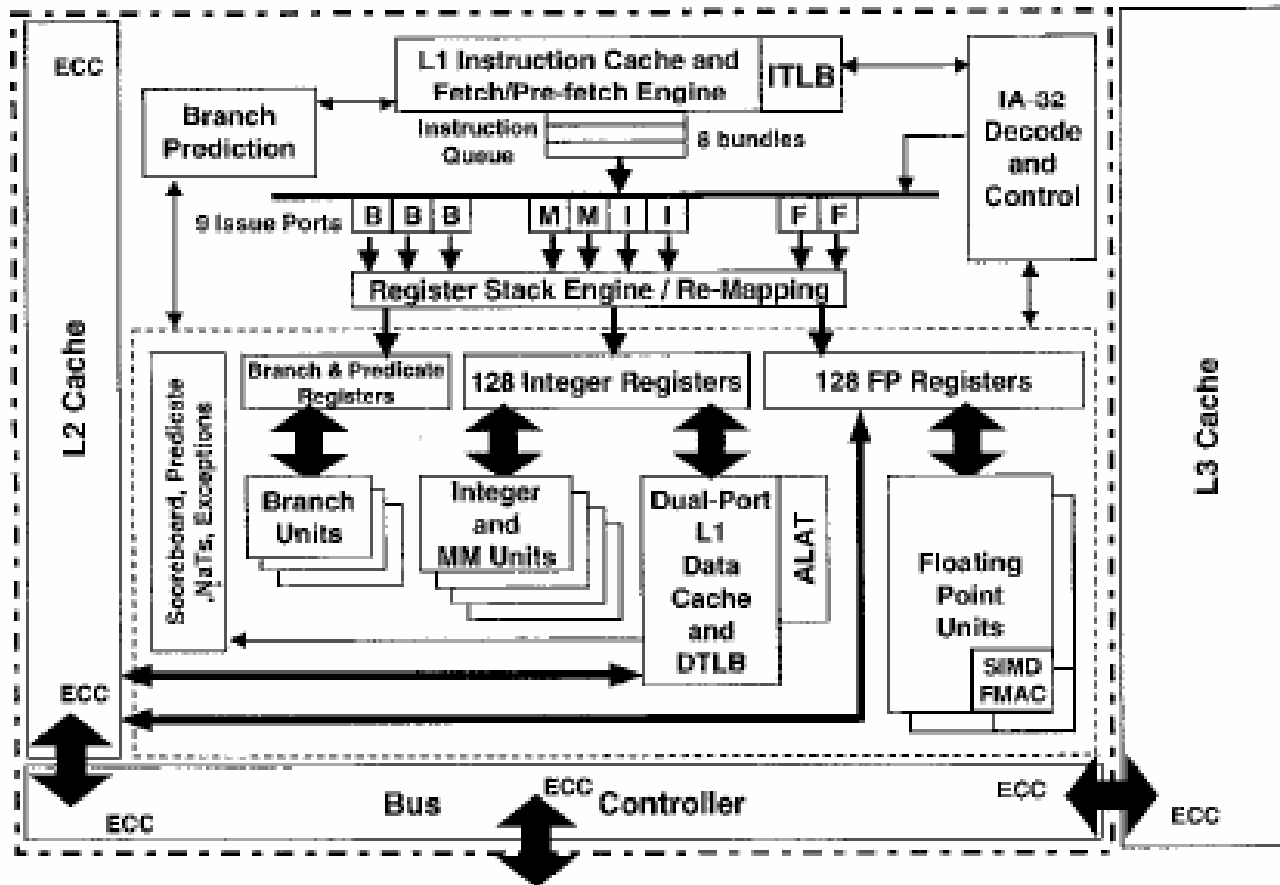 ECC
L1 Instruction Cache and
Fetch/Pre-fetch Engine
ITLB
IA-32
Decode
and
Control
Branch
Prediction
Instruction
Queue
8 bundles
9 Issue Ports
B B B M M I I F F
Register Stack Engine / Re-Mapping
L2 Cache
L3 Cache
Scoreboard, Predicate
,NaTs, Exceptions
Branch & Predicate
Registers
128 Integer Registers
128 FP Registers
Branch
Units
Integer
and
MM Units
Dual-Port
L1
Data
Cache
and
DTLB
ALAT
Floating
Point
Units
SIMD
FMAC
ECC
ECC
Bus Controller
ECC
ECC
ECC